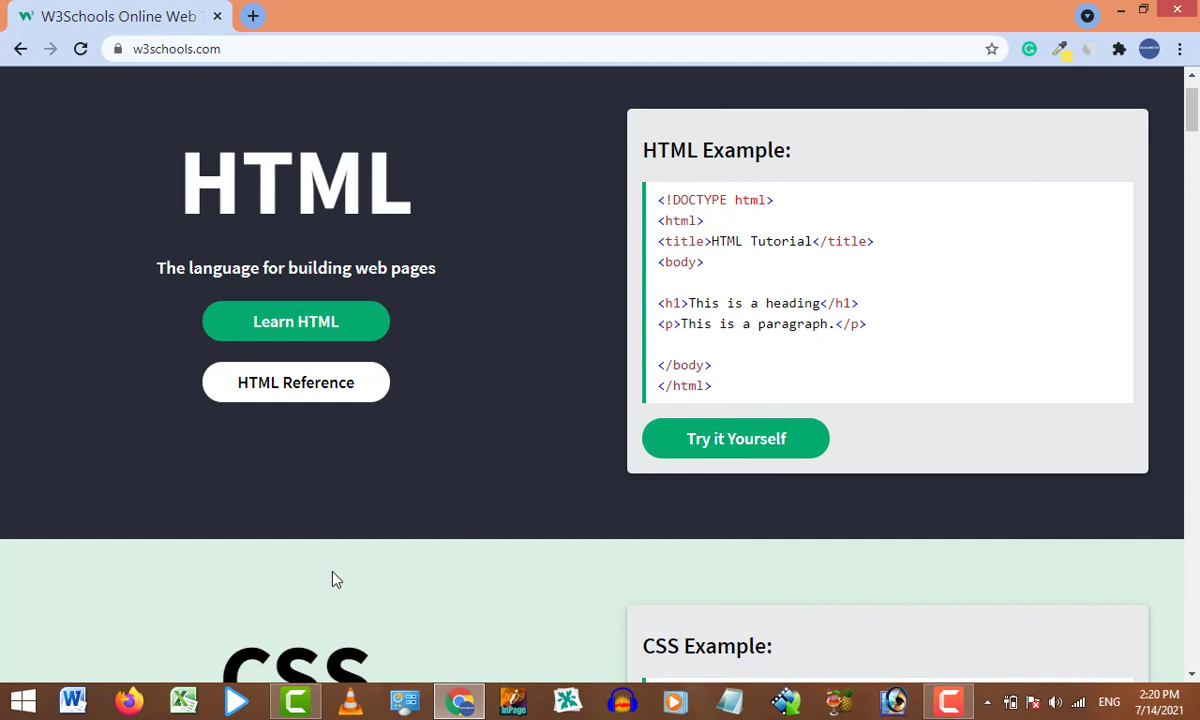 W3Schools Online Web T
w3schools.com
HTML
The language for building web pages
Learn HTML
HTML Reference
HTML Example:
<!DOCTYPE html>
<html>
<title>HTML Tutorial</title>
<body>
<h1>This is a heading</h1>
<p>This is a paragraph.</p>
</body>
</html>
Try it Yourself
CSS
CSS Example:
ENG
2:20 PM
7/14/2021